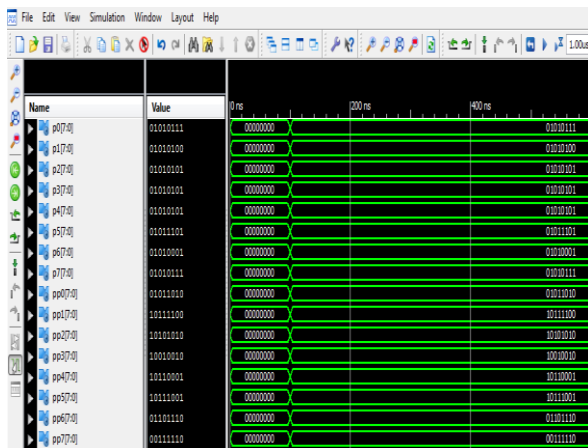 File Edit View Simulation Window Layout Help
1.00us
Name Value 0 ns 200 ns 400 ns
p0[7:0] 01010111 00000000 01010111
p1[7:0] 01010100 00000000 01010100
p2[7:0] 01010101 00000000 01010101
p3[7:0] 01010101 00000000 01010101
p4[7:0] 01010101 00000000 01010101
p5[7:0] 01011101 00000000 01011101
p6[7:0] 01010001 00000000 01010001
p7[7:0] 01010111 00000000 01010111
pp0[7:0] 01011010 00000000 01011010
pp1[7:0] 10111100 00000000 10111100
pp2[7:0] 10101010 00000000 10101010
pp3[7:0] 10010010 00000000 10010010
pp4[7:0] 10110001 00000000 10110001
pp5[7:0] 10111001 00000000 10111001
pp6[7:0] 01101110 00000000 01101110
pp7[7:0] 00111110 00000000 00111110